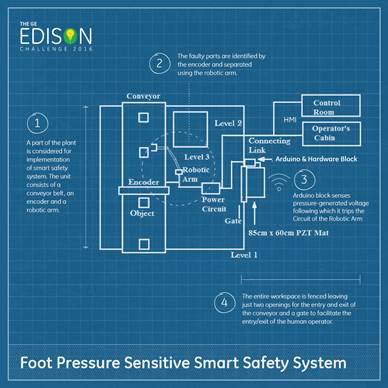 THE GE
EDISON
CHALLENGE 2016
2
The faulty parts are identified by
the encoder and separated
using the robotic arm.
1
A part of the plant
is considered for
implementation
of smart safety
system. The unit
consists of a
conveyor belt, an
encoder and a
robotic arm.
Conveyor
Level 2
Level 3
Robotic
Arm
Encoder
Object
Power
Circuit
Gate
Level 1
85cm x 60cm PZT Mat
Connecting
Link
HMI
Control
Room
Operator's
Cabin
Arduino & Hardware Block
3
Arduino block senses
pressure-generated voltage
following which it trips the
Circuit of the Robotic Arm
4
The entire workspace is fenced leaving
just two openings for the entry and exit of
the conveyor and a gate to facilitate the
entry/exit of the human operator.
Foot Pressure Sensitive Smart Safety System